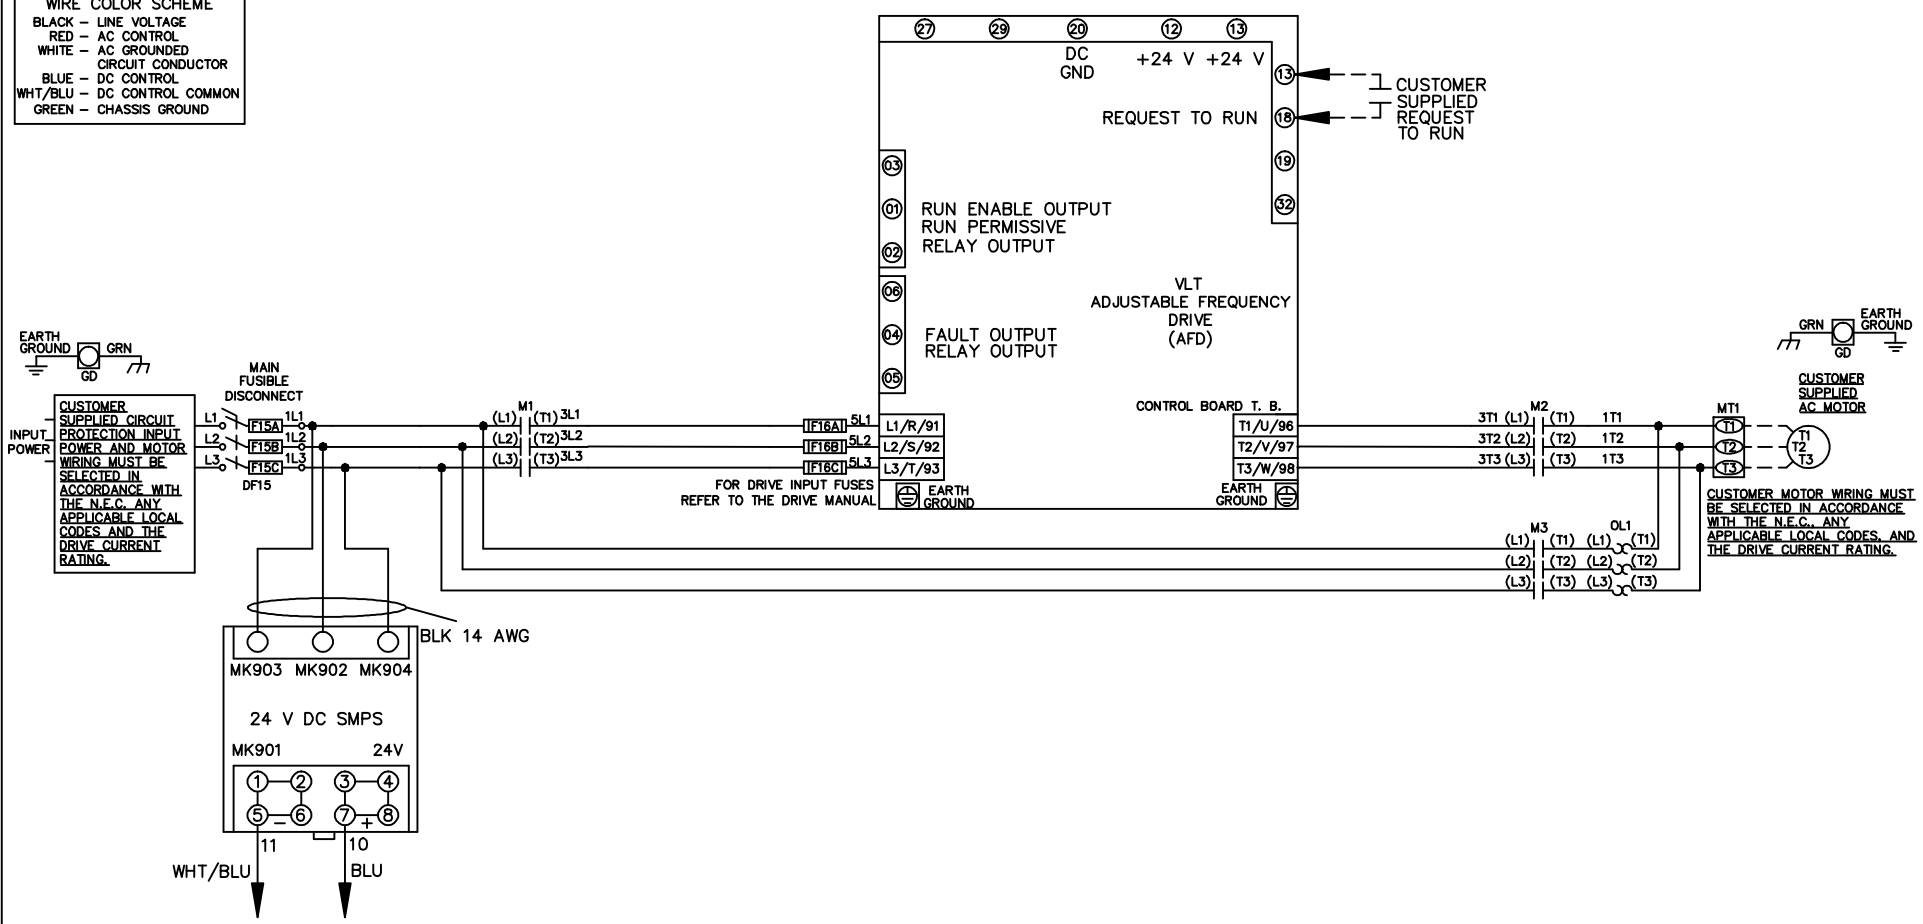 WIRE COLOR SCHEME
BLACK – LINE VOLTAGE
RED – AC CONTROL
WHITE – AC GROUNDED
CIRCUIT CONDUCTOR
BLUE – DC CONTROL
WHT/BLU – DC CONTROL COMMON
GREEN – CHASSIS GROUND
27 29 20 12 13
DC
GND
+24 V +24 V
13
REQUEST TO RUN 18
19
32
CUSTOMER
SUPPLIED
REQUEST
TO RUN
03
01
02
RUN ENABLE OUTPUT
RUN PERMISSIVE
RELAY OUTPUT
06
04
05
FAULT OUTPUT
RELAY OUTPUT
VLT
ADJUSTABLE FREQUENCY
DRIVE
(AFD)
EARTH
GROUND
GRN
GD
GRN
EARTH
GROUND
GD
INPUT
POWER
CUSTOMER
SUPPLIED CIRCUIT
PROTECTION INPUT
POWER AND MOTOR
WIRING MUST BE
SELECTED IN
ACCORDANCE WITH
THE N.E.C. ANY
APPLICABLE LOCAL
CODES AND THE
DRIVE CURRENT
RATING.
MAIN
FUSIBLE
DISCONNECT
L1 F15A 1L1
L2 F15B 1L2
L3 F15C 1L3
DF15
M1
(L1) (T1) 3L1
(L2) (T2) 3L2
(L3) (T3) 3L3
F16A 5L1
F16B 5L2
F16C 5L3
FOR DRIVE INPUT FUSES
REFER TO THE DRIVE MANUAL
L1/R/91
L2/S/92
L3/T/93
EARTH
GROUND
CONTROL BOARD T. B.
T1/U/96
T2/V/97
T3/W/98
EARTH
GROUND
M2
3T1 (L1) (T1) 1T1
3T2 (L2) (T2) 1T2
3T3 (L3) (T3) 1T3
MT1
T1
T2
T3
CUSTOMER
SUPPLIED
AC MOTOR
T1
T2
T3
CUSTOMER MOTOR WIRING MUST
BE SELECTED IN ACCORDANCE
WITH THE N.E.C., ANY
APPLICABLE LOCAL CODES, AND
THE DRIVE CURRENT RATING.
M3 OL1
(L1) (T1) (L1) (T1)
(L2) (T2) (L2) (T2)
(L3) (T3) (L3) (T3)
BLK 14 AWG
MK903 MK902 MK904
24 V DC SMPS
MK901 24V
1 2 3 4
5 6 7 8
– +
11 10
WHT/BLU BLU